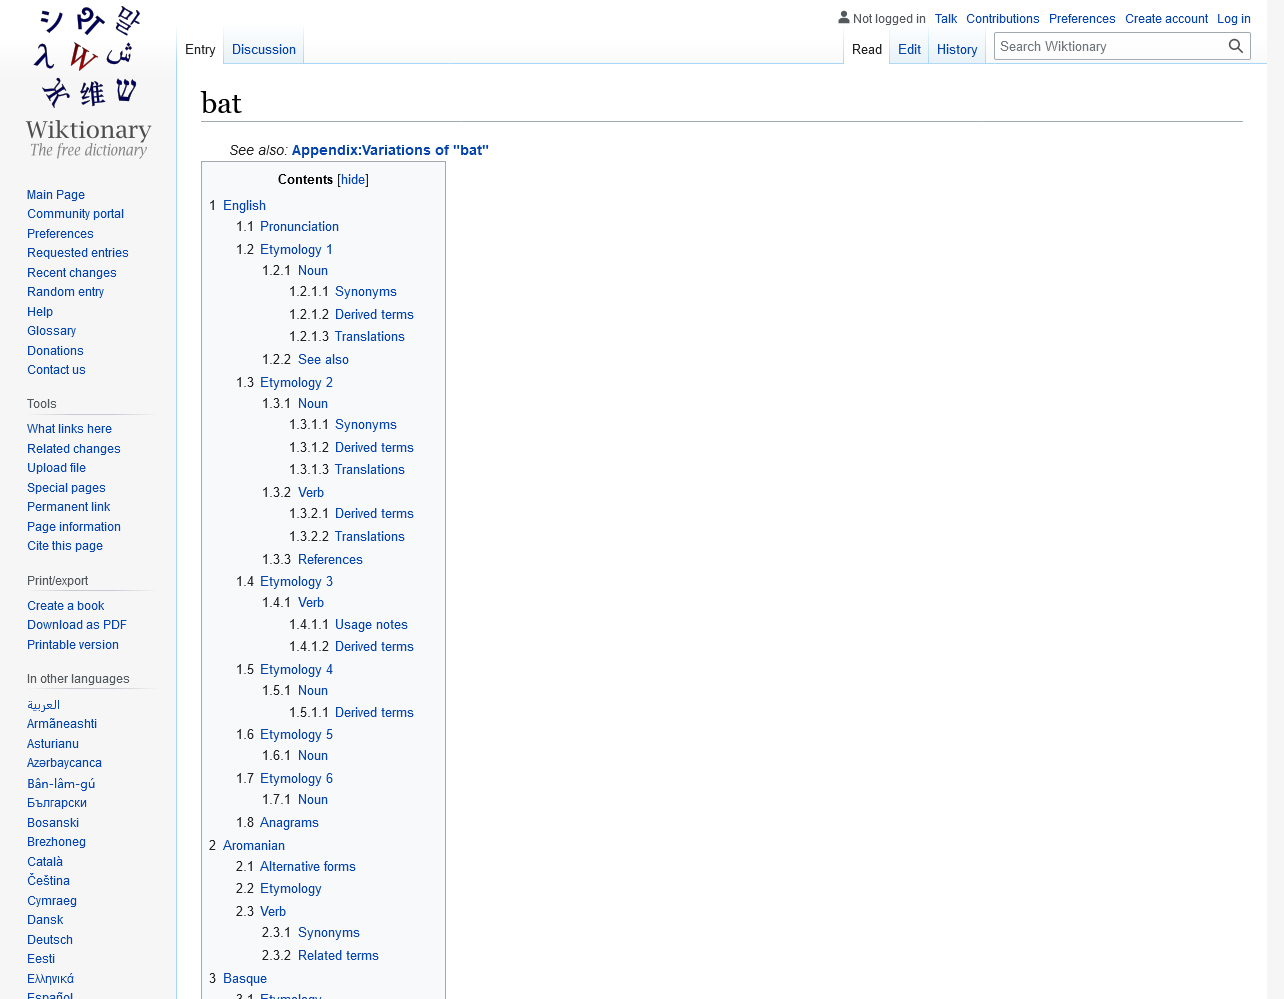 Wiktionary
The free dictionary
Not logged in Talk Contributions Preferences Create account Log in
Entry Discussion
Read Edit History Search Wiktionary
Main Page
Community portal
Preferences
Requested entries
Recent changes
Random entry
Help
Glossary
Donations
Contact us
Tools
What links here
Related changes
Upload file
Special pages
Permanent link
Page information
Cite this page
Print/export
Create a book
Download as PDF
Printable version
In other languages
العربية
Armãneashti
Asturianu
Azərbaycanca
Bân-lâm-gú
Български
Bosanski
Brezhoneg
Català
Čeština
Cymraeg
Dansk
Deutsch
Eesti
Ελληνικά
Español
bat
See also: Appendix:Variations of "bat"
Contents [hide]
1 English
1.1 Pronunciation
1.2 Etymology 1
1.2.1 Noun
1.2.1.1 Synonyms
1.2.1.2 Derived terms
1.2.1.3 Translations
1.2.2 See also
1.3 Etymology 2
1.3.1 Noun
1.3.1.1 Synonyms
1.3.1.2 Derived terms
1.3.1.3 Translations
1.3.2 Verb
1.3.2.1 Derived terms
1.3.2.2 Translations
1.3.3 References
1.4 Etymology 3
1.4.1 Verb
1.4.1.1 Usage notes
1.4.1.2 Derived terms
1.5 Etymology 4
1.5.1 Noun
1.5.1.1 Derived terms
1.6 Etymology 5
1.6.1 Noun
1.7 Etymology 6
1.7.1 Noun
1.8 Anagrams
2 Aromanian
2.1 Alternative forms
2.2 Etymology
2.3 Verb
2.3.1 Synonyms
2.3.2 Related terms
3 Basque
3.1 Etymology